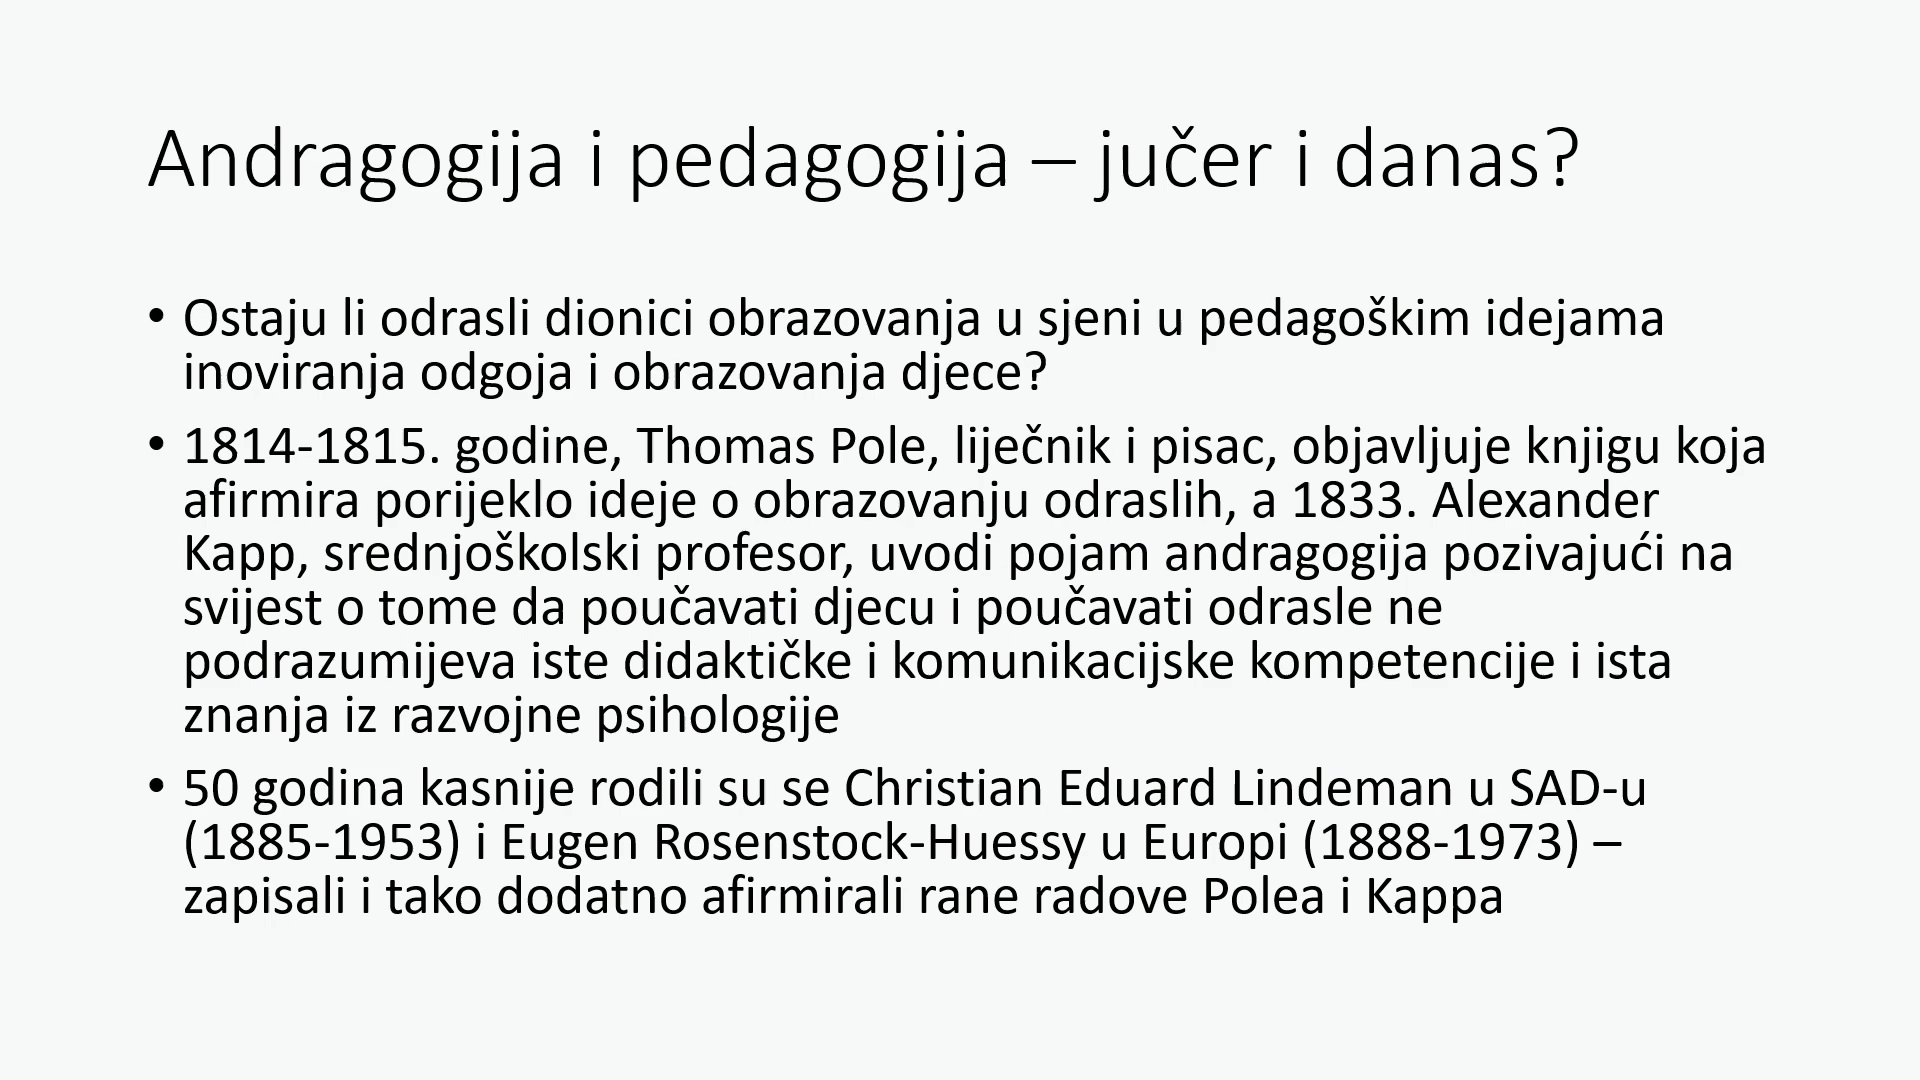 Andragogija i pedagogija – jučer i danas?
• Ostaju li odrasli dionici obrazovanja u sjeni u pedagoškim idejama
inoviranja odgoja i obrazovanja djece?
• 1814-1815. godine, Thomas Pole, liječnik i pisac, objavljuje knjigu koja
afirmira porijeklo ideje o obrazovanju odraslih, a 1833. Alexander
Kapp, srednjoškolski profesor, uvodi pojam andragogija pozivajući na
svijest o tome da poučavati djecu i poučavati odrasle ne
podrazumijeva iste didaktičke i komunikacijske kompetencije i ista
znanja iz razvojne psihologije
• 50 godina kasnije rodili su se Christian Eduard Lindeman u SAD-u
(1885-1953) i Eugen Rosenstock-Huessy u Europi (1888-1973) –
zapisali i tako dodatno afirmirali rane radove Polea i Kappa